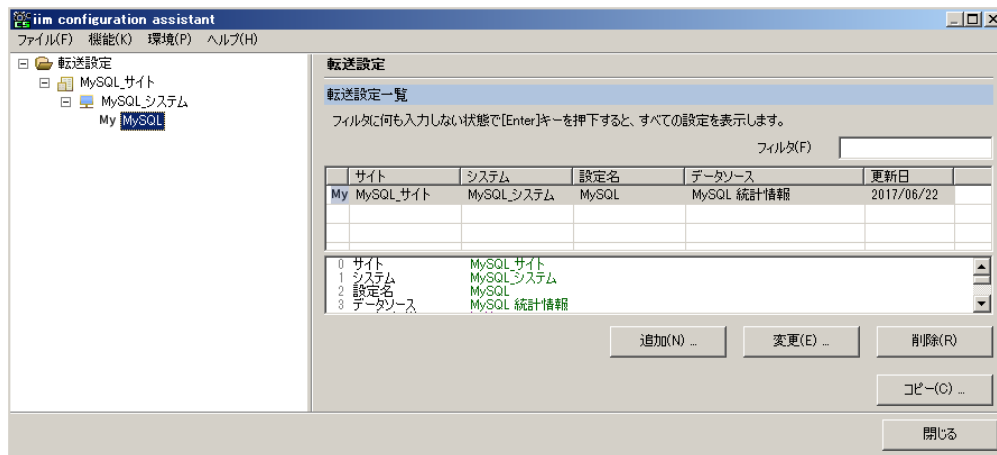 iim configuration assistant
ファイル(F) 機能(K) 環境(P) ヘルプ(H)
転送設定
MySQL_サイト
MySQL_システム
My MySQL
転送設定
転送設定一覧
フィルタに何も入力しない状態で[Enter]キーを押下すると、すべての設定を表示します。
フィルタ(F)
サイト システム 設定名 データソース 更新日
My MySQL_サイト MySQL_システム MySQL MySQL 統計情報 2017/06/22
0 サイト MySQL_サイト
1 システム MySQL_システム
2 設定名 MySQL
3 データソース MySQL 統計情報
追加(N) ... 変更(E) ... 削除(R)
コピー(C) ...
閉じる